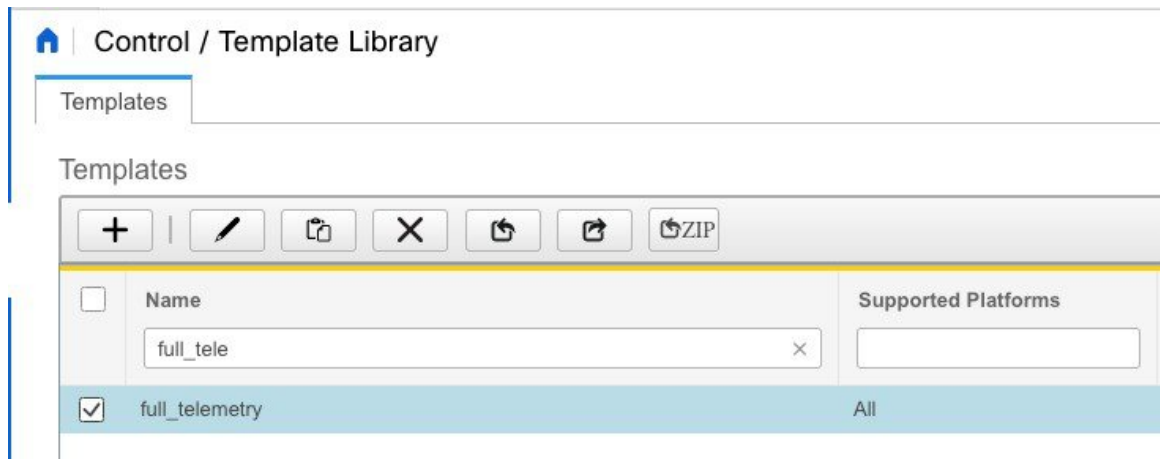 Control / Template Library
Templates
Templates
ZIP
Name
Supported Platforms
full_tele
full_telemetry
All